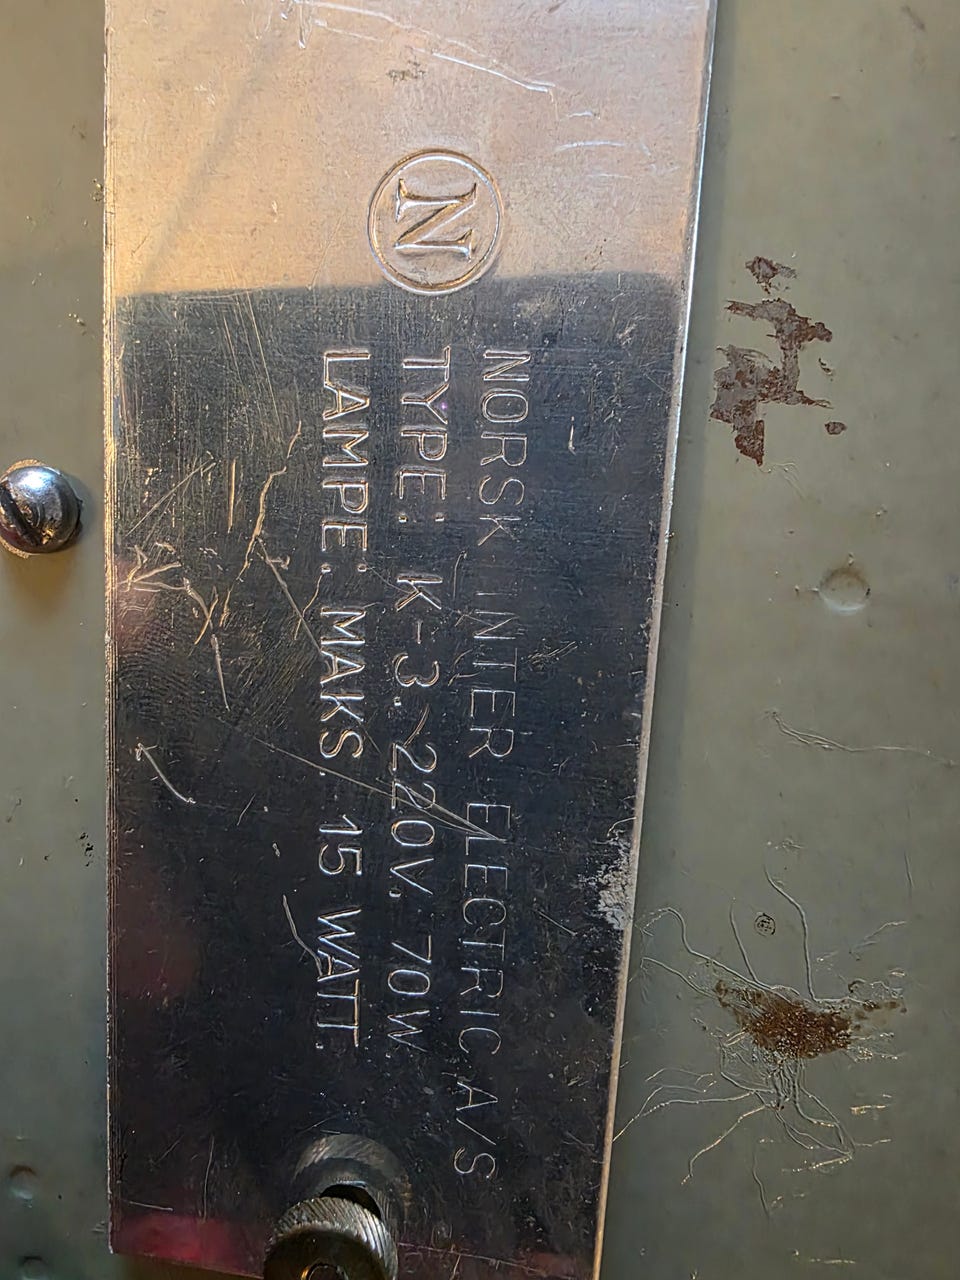 N
NORSK INTER ELECTRIC A/S
TYPE: K-3. 220V. 70W
LAMPE: MAKS. 15 WATT.